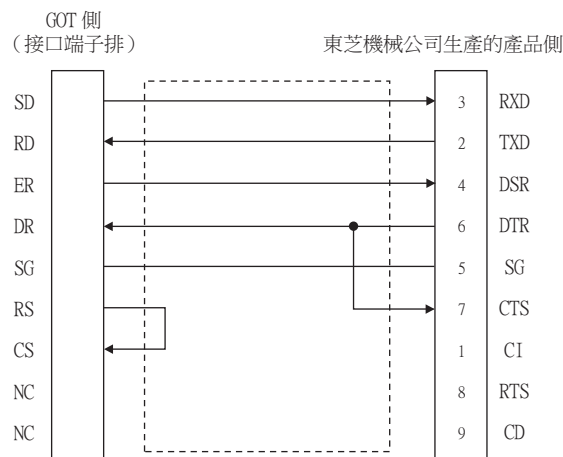 GOT 側
（接口端子排）
東芝機械公司生産的産品側
SD 3 RXD
RD 2 TXD
ER 4 DSR
DR 6 DTR
SG 5 SG
RS 7 CTS
CS 1 CI
NC 8 RTS
NC 9 CD